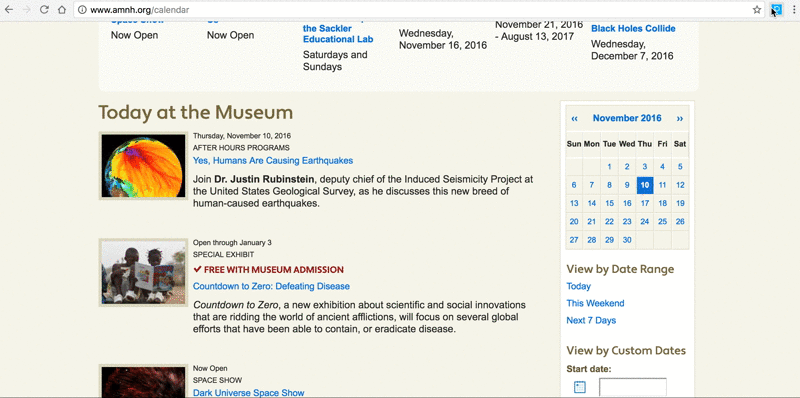 www.amnh.org/calendar
Space Show
Now Open
Now Open
the Sackler
Educational Lab
Saturdays and
Sundays
Wednesday,
November 16, 2016
November 21, 2016
- August 13, 2017
Black Holes Collide
Wednesday,
December 7, 2016
Today at the Museum
Thursday, November 10, 2016
AFTER HOURS PROGRAMS
Yes, Humans Are Causing Earthquakes
Join Dr. Justin Rubinstein, deputy chief of the Induced Seismicity Project at
the United States Geological Survey, as he discusses this new breed of
human-caused earthquakes.
Open through January 3
SPECIAL EXHIBIT
FREE WITH MUSEUM ADMISSION
Countdown to Zero: Defeating Disease
Countdown to Zero, a new exhibition about scientific and social innovations
that are ridding the world of ancient afflictions, will focus on several global
efforts that have been able to contain, or eradicate disease.
Now Open
SPACE SHOW
Dark Universe Space Show
‹‹ November 2016 ››
Sun Mon Tue Wed Thu Fri Sat
1 2 3 4 5
6 7 8 9 10 11 12
13 14 15 16 17 18 19
20 21 22 23 24 25 26
27 28 29 30
View by Date Range
Today
This Weekend
Next 7 Days
View by Custom Dates
Start date: